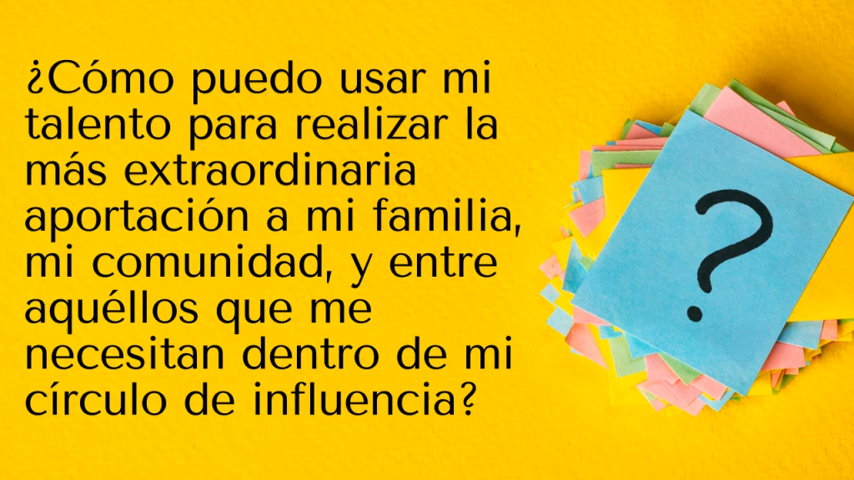 ¿Cómo puedo usar mi
talento para realizar la
más extraordinaria
aportación a mi familia,
mi comunidad, y entre
aquéllos que me
necesitan dentro de mi
círculo de influencia?
?